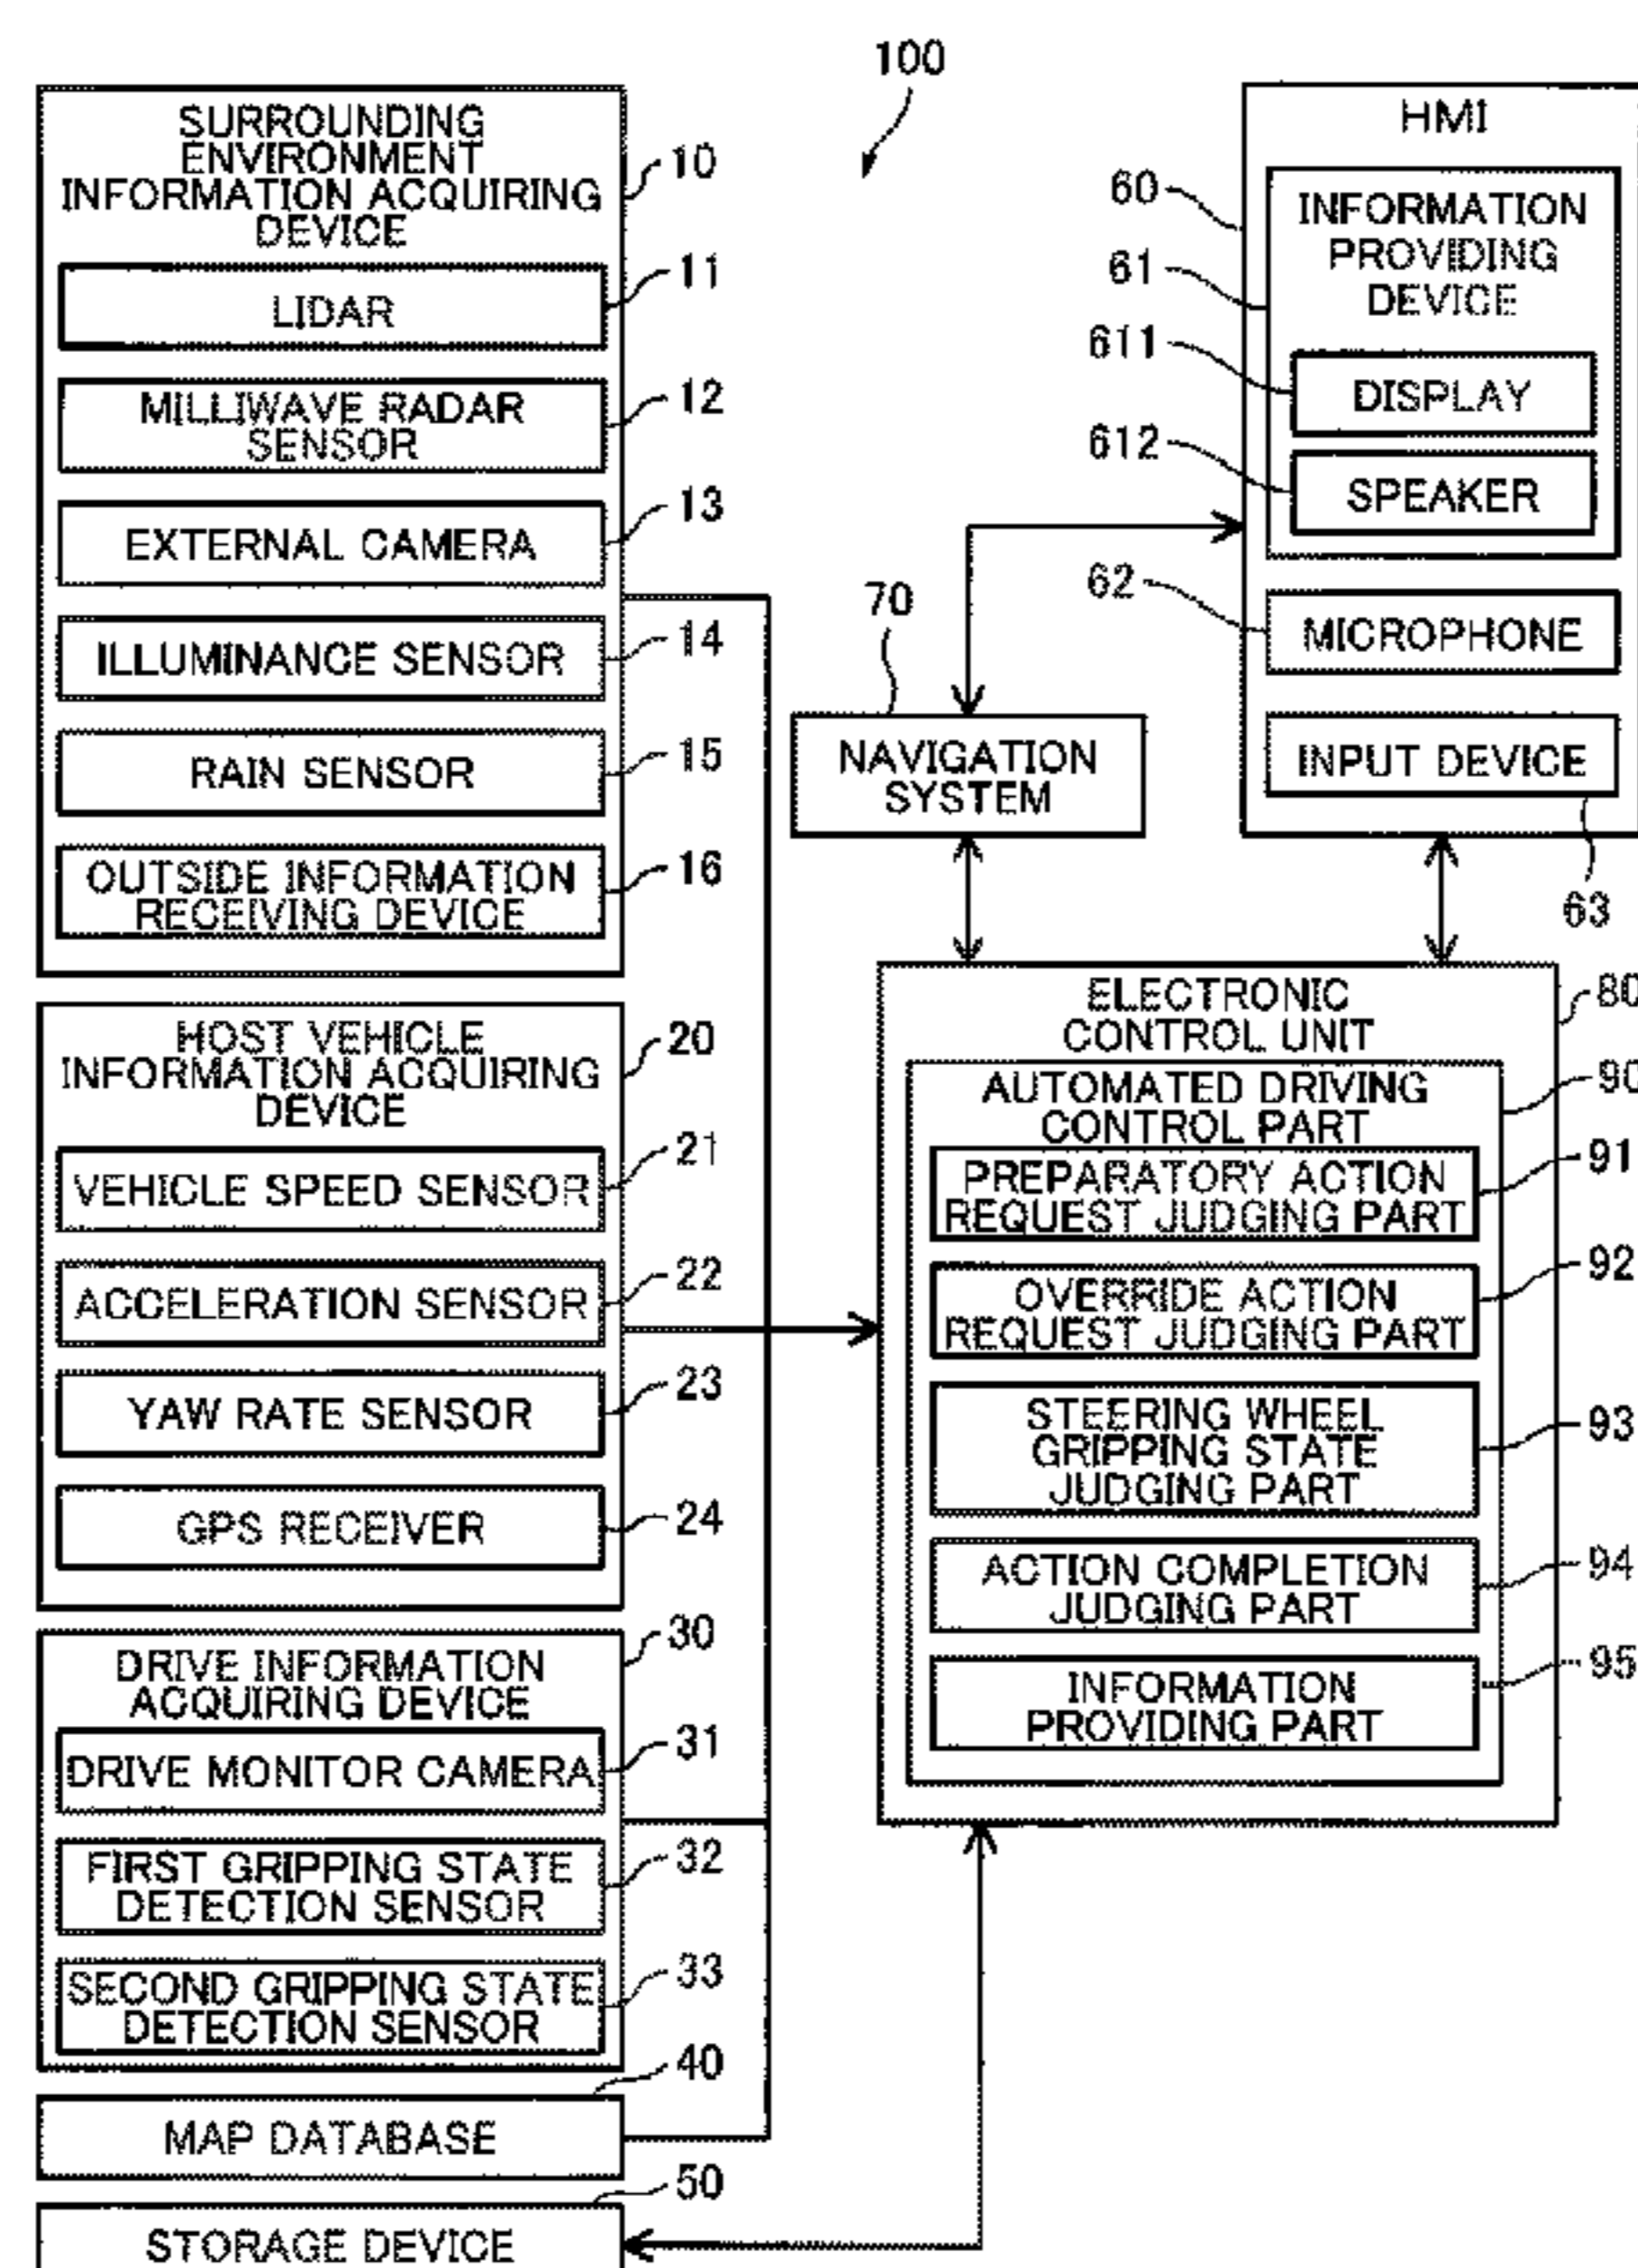 100
SURROUNDING
ENVIRONMENT
INFORMATION ACQUIRING
DEVICE
10
LIDAR
11
MILLIWAVE RADAR
SENSOR
12
EXTERNAL CAMERA
13
ILLUMINANCE SENSOR
14
RAIN SENSOR
15
OUTSIDE INFORMATION
RECEIVING DEVICE
16
HOST VEHICLE
INFORMATION ACQUIRING
DEVICE
20
VEHICLE SPEED SENSOR
21
ACCELERATION SENSOR
22
YAW RATE SENSOR
23
GPS RECEIVER
24
DRIVE INFORMATION
ACQUIRING DEVICE
30
DRIVE MONITOR CAMERA
31
FIRST GRIPPING STATE
DETECTION SENSOR
32
SECOND GRIPPING STATE
DETECTION SENSOR
33
MAP DATABASE
40
STORAGE DEVICE
50
HMI
60
INFORMATION
PROVIDING
DEVICE
61
DISPLAY
611
SPEAKER
612
MICROPHONE
62
INPUT DEVICE
63
NAVIGATION
SYSTEM
70
ELECTRONIC
CONTROL UNIT
80
AUTOMATED DRIVING
CONTROL PART
90
PREPARATORY ACTION
REQUEST JUDGING PART
91
OVERRIDE ACTION
REQUEST JUDGING PART
92
STEERING WHEEL
GRIPPING STATE
JUDGING PART
93
ACTION COMPLETION
JUDGING PART
94
INFORMATION
PROVIDING PART
95